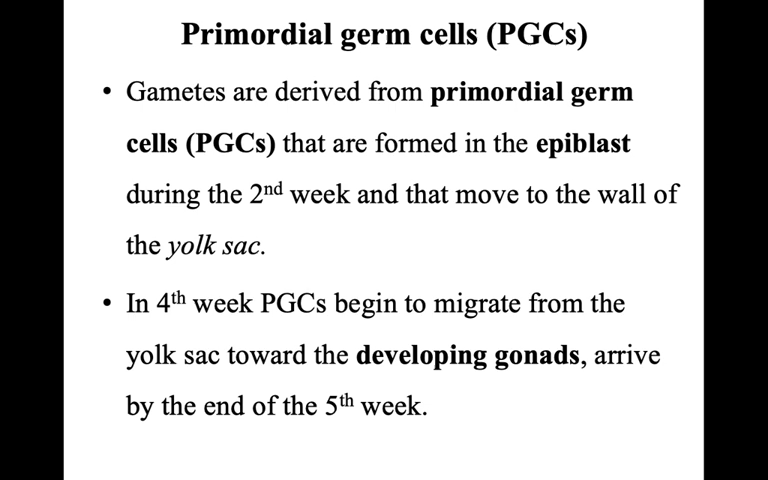 Primordial germ cells (PGCs)
• Gametes are derived from primordial germ
cells (PGCs) that are formed in the epiblast
during the 2nd week and that move to the wall of
the yolk sac.
• In 4th week PGCs begin to migrate from the
yolk sac toward the developing gonads, arrive
by the end of the 5th week.